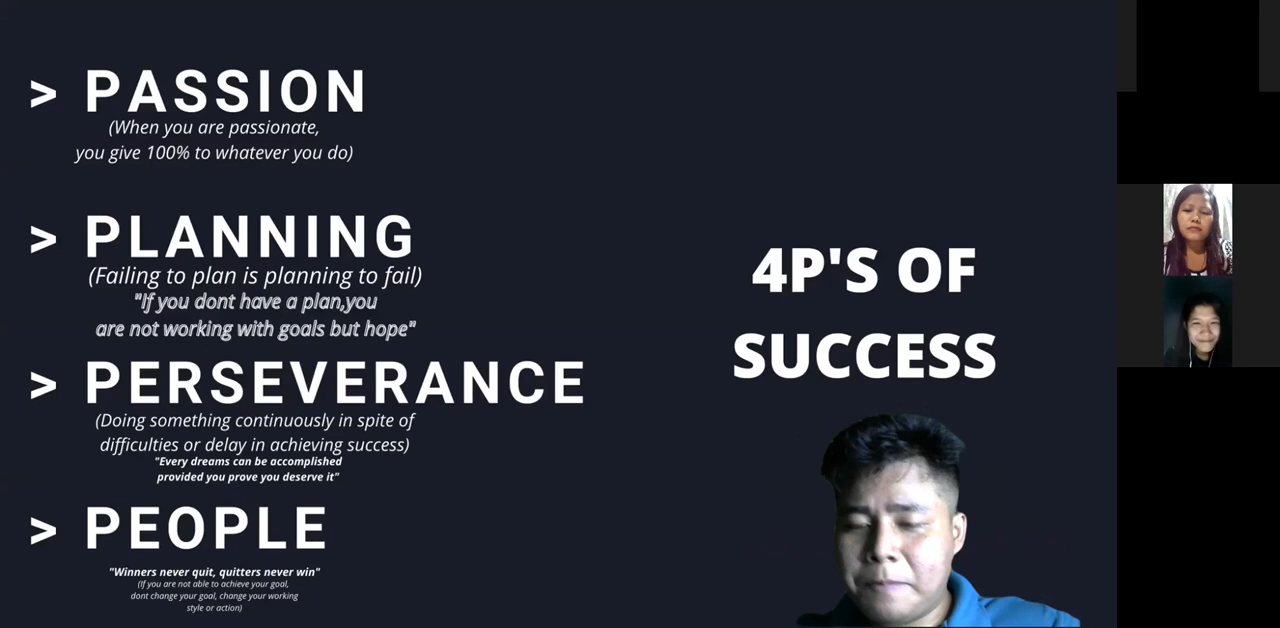 > PASSION
(When you are passionate,
you give 100% to whatever you do)
> PLANNING
(Failing to plan is planning to fail)
"If you dont have a plan,you
are not working with goals but hope"
> PERSEVERANCE
(Doing something continuously in spite of
difficulties or delay in achieving success)
"Every dreams can be accomplished
provided you prove you deserve it"
> PEOPLE
"Winners never quit, quitters never win"
(If you are not able to achieve your goal,
dont change your goal, change your working
style or action)
4P'S OF
SUCCESS